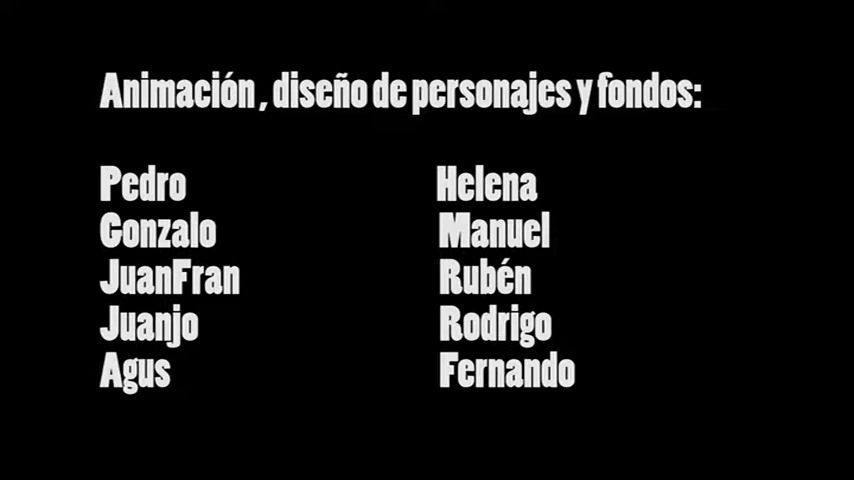 Animación , diseño de personajes y fondos:
Pedro
Gonzalo
JuanFran
Juanjo
Agus
Helena
Manuel
Rubén
Rodrigo
Fernando